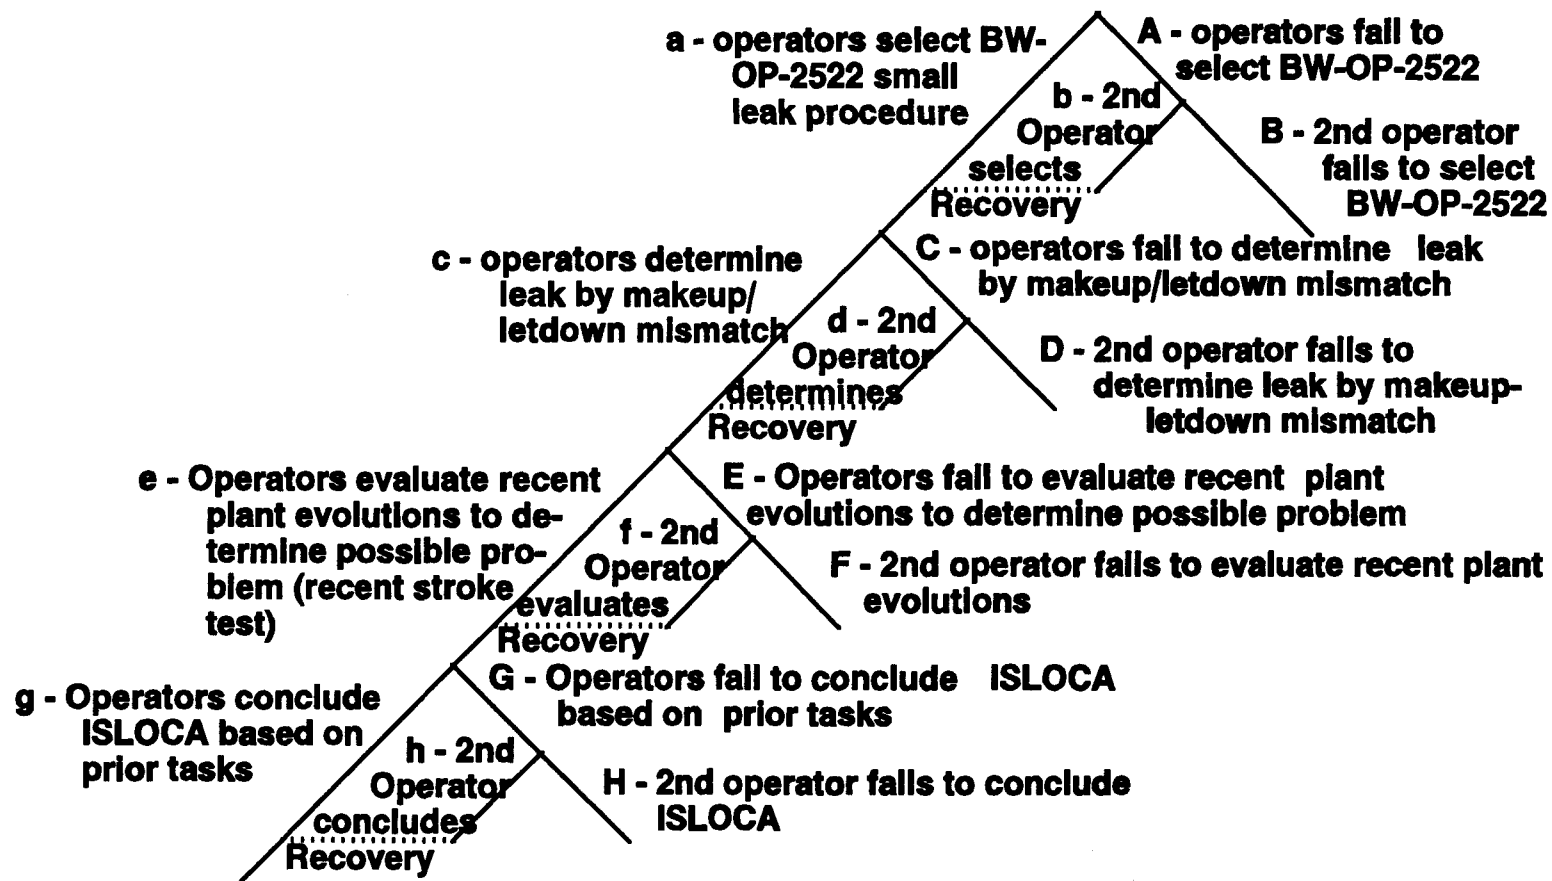 a - operators select BW-
OP-2522 small
leak procedure
A - operators fail to
select BW-OP-2522
b - 2nd
Operator
selects
Recovery
B - 2nd operator
fails to select
BW-OP-2522
c - operators determine
leak by makeup/
letdown mismatch
C - operators fail to determine leak
by makeup/letdown mismatch
d - 2nd
Operator
determines
Recovery
D - 2nd operator fails to
determine leak by makeup-
letdown mismatch
e - Operators evaluate recent
plant evolutions to de-
termine possible pro-
blem (recent stroke
test)
E - Operators fail to evaluate recent plant
evolutions to determine possible problem
f - 2nd
Operator
evaluates
Recovery
F - 2nd operator fails to evaluate recent plant
evolutions
g - Operators conclude
ISLOCA based on
prior tasks
G - Operators fail to conclude ISLOCA
based on prior tasks
h - 2nd
Operator
concludes
Recovery
H - 2nd operator fails to conclude
ISLOCA